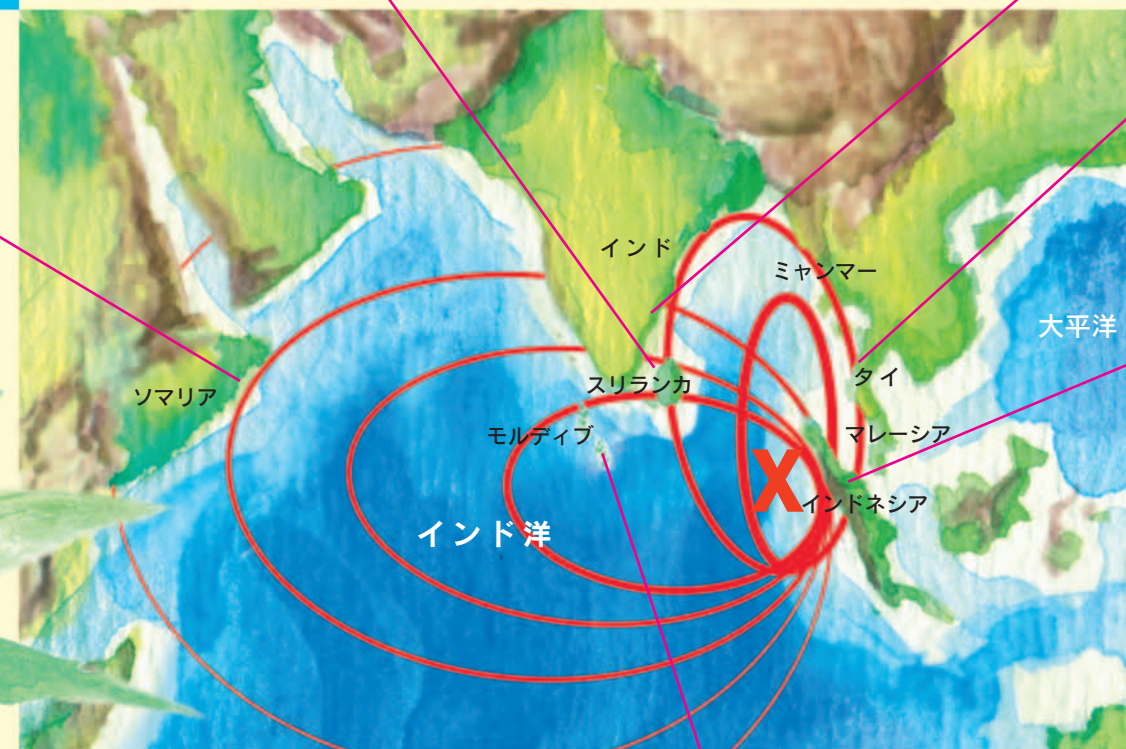 インド
ミャンマー
大平洋
タイ
スリランカ
ソマリア
モルディブ
マレーシア
X
インドネシア
インド洋